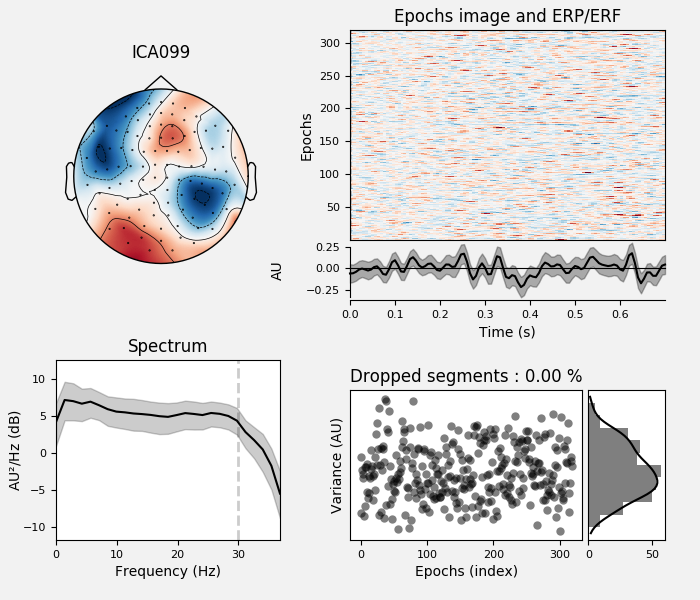 ICA099
Epochs image and ERP/ERF
Epochs
300
250
200
150
100
50
AU
0.25
0.00
−0.25
0.0 0.1 0.2 0.3 0.4 0.5 0.6
Time (s)
Spectrum
AU²/Hz (dB)
10
5
0
−5
−10
0 10 20 30
Frequency (Hz)
Dropped segments : 0.00 %
Variance (AU)
0 100 200 300
Epochs (index)
0 50